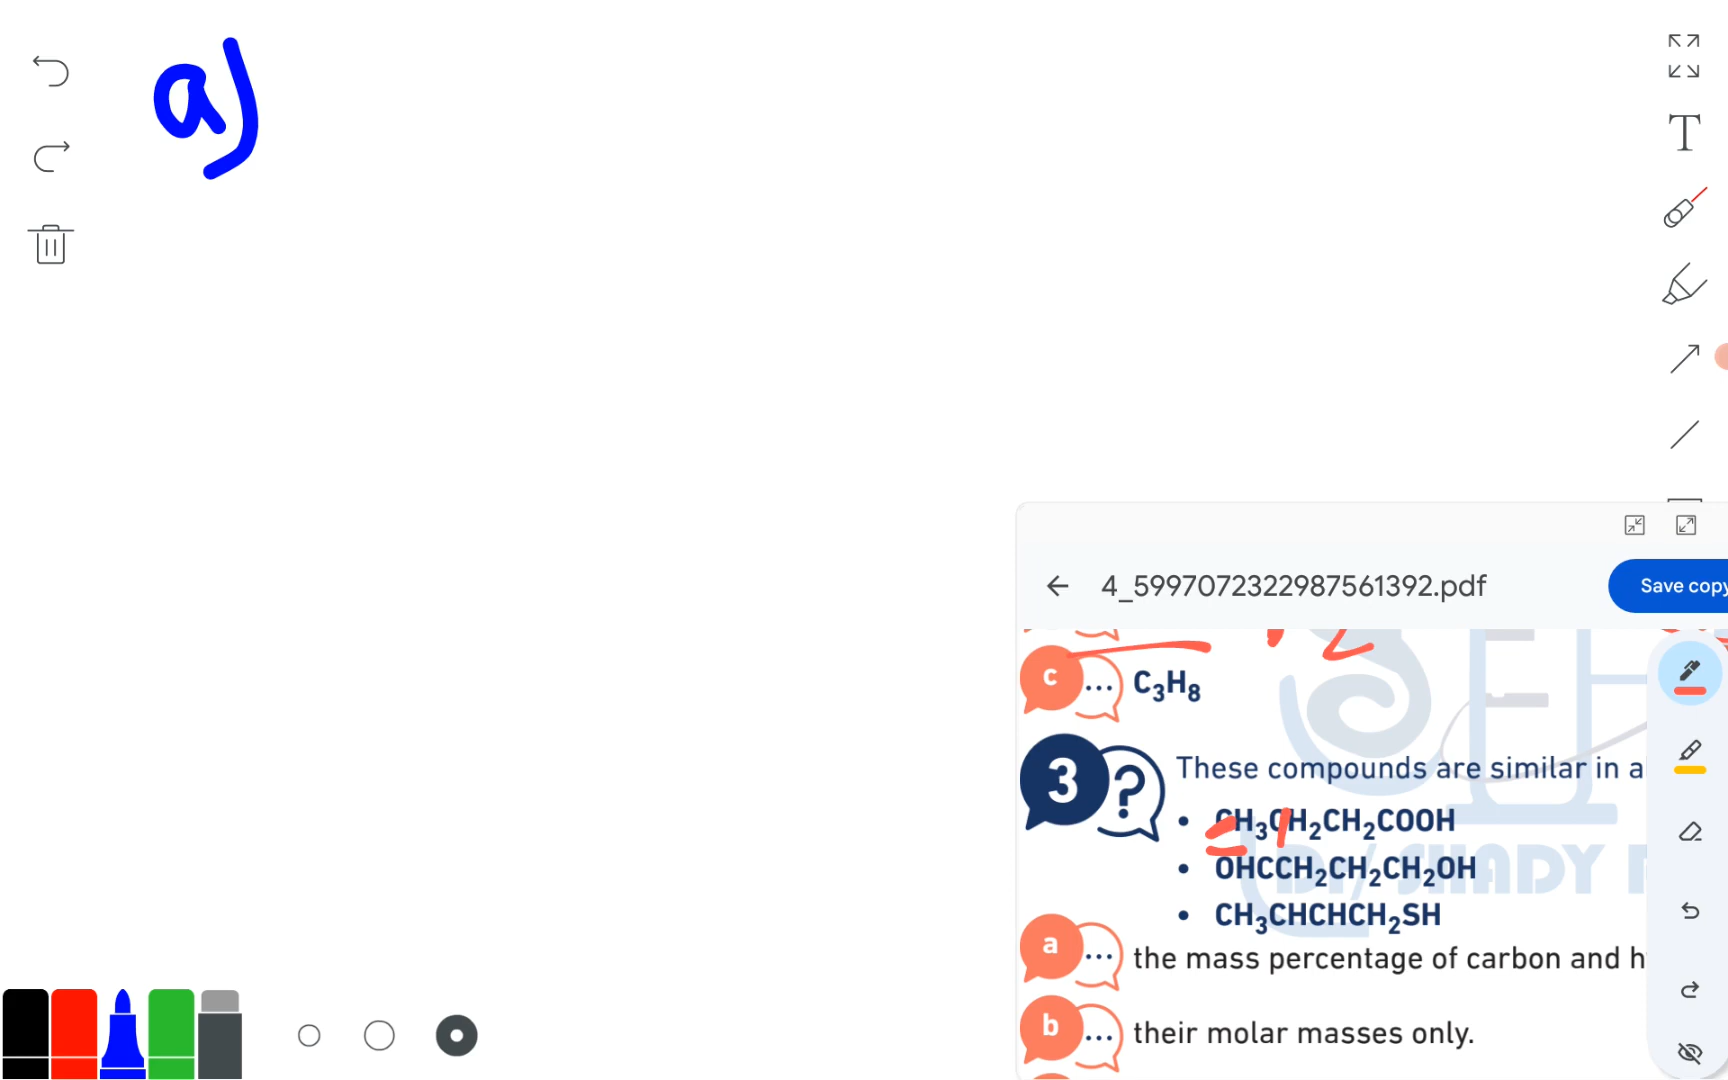 a)
T
4_5997072322987561392.pdf
Save copy
c ... C₃H₈
3 ? These compounds are similar in a
• CH₃CH₂CH₂COOH
• OHCCH₂CH₂CH₂OH
• CH₃CHCHCH₂SH
a ... the mass percentage of carbon and h
b ... their molar masses only.